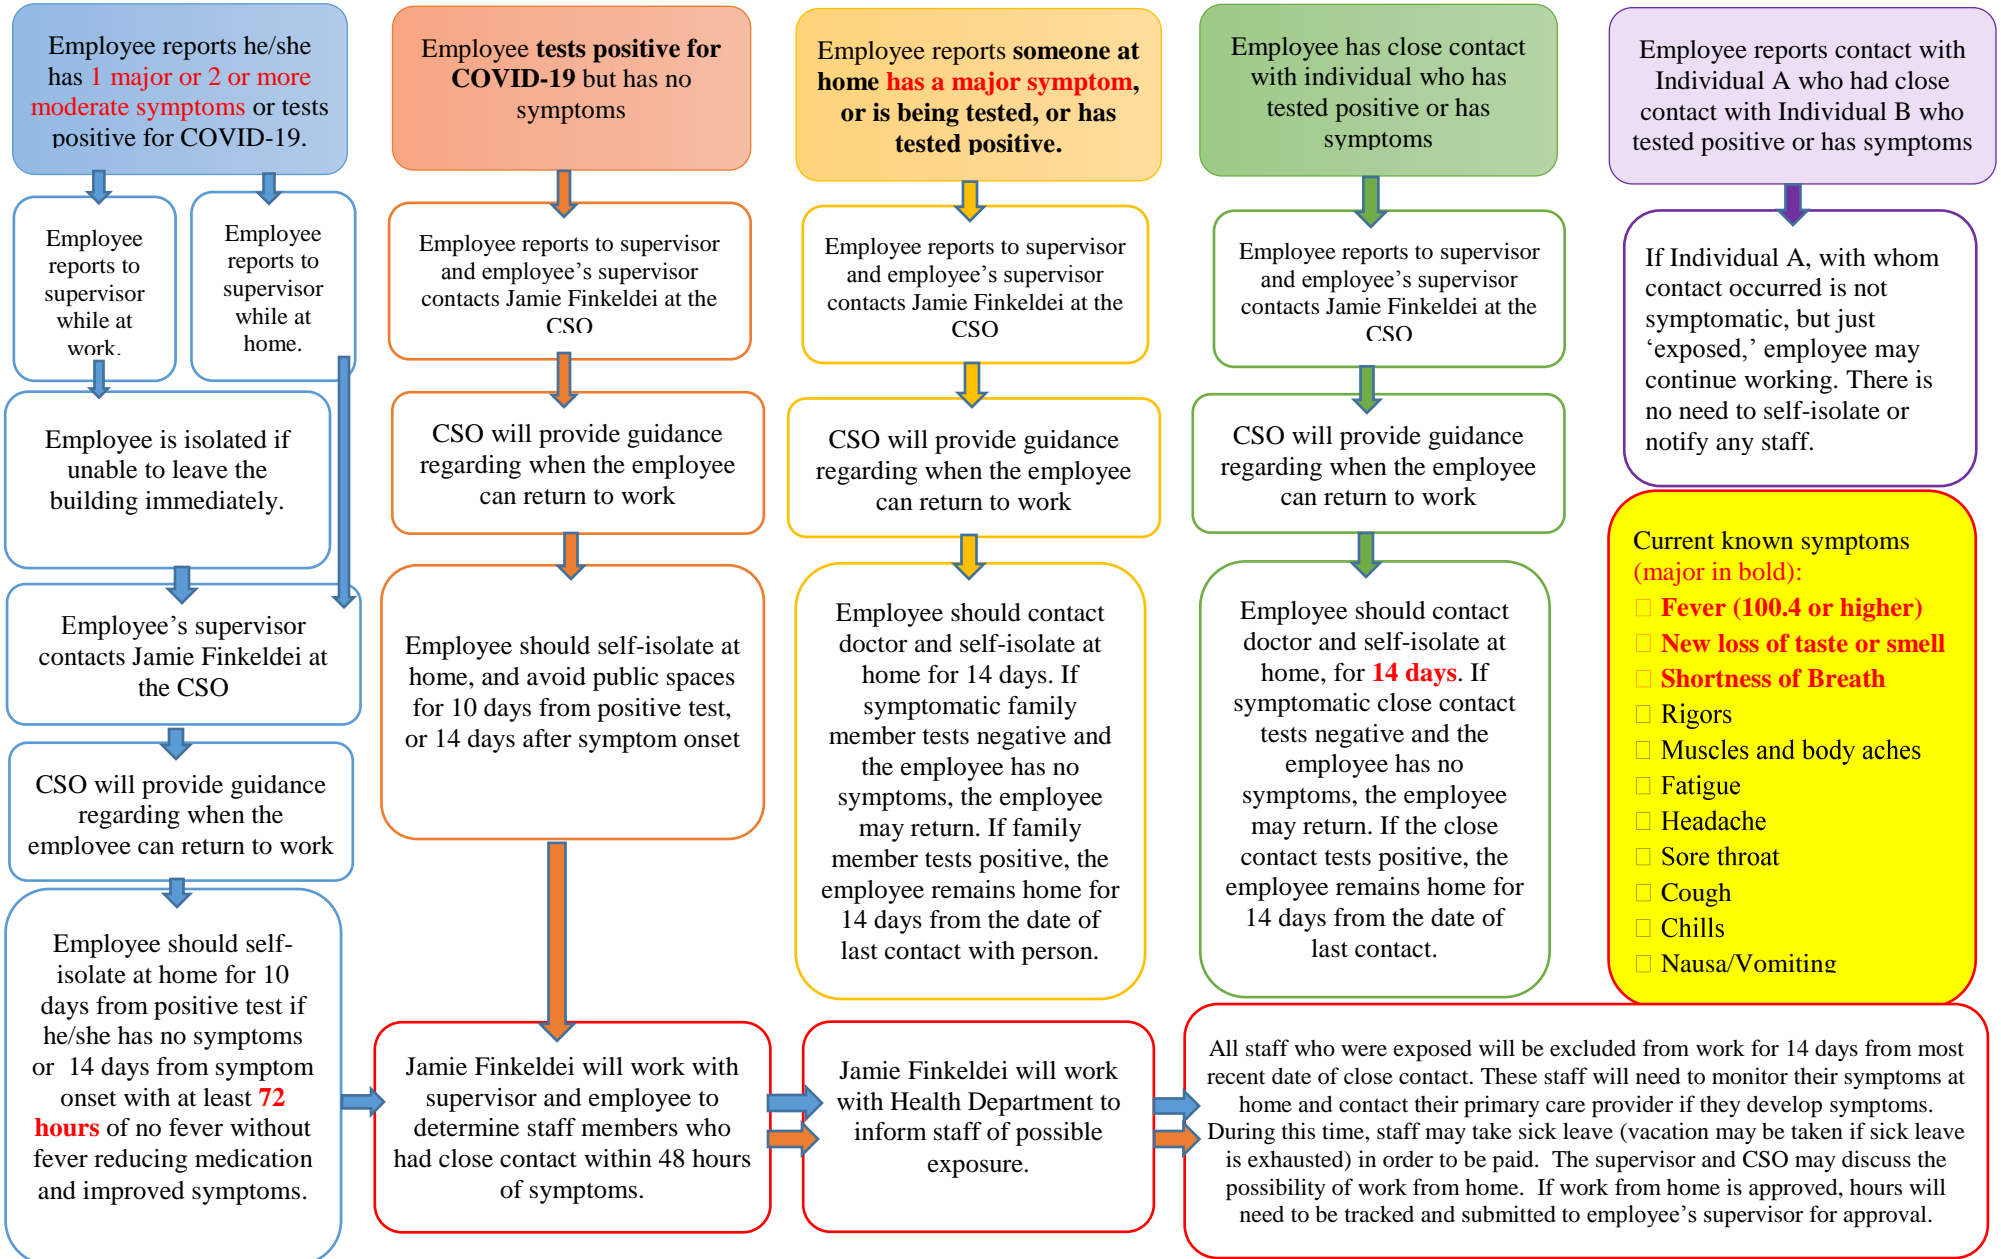 Employee reports he/she
has 1 major or 2 or more
moderate symptoms or tests
positive for COVID-19.
Employee
reports to
supervisor
while at
work.
Employee
reports to
supervisor
while at
home.
Employee is isolated if
unable to leave the
building immediately.
Employee’s supervisor
contacts Jamie Finkeldei at
the CSO
CSO will provide guidance
regarding when the
employee can return to work
Employee should self-
isolate at home for 10
days from positive test if
he/she has no symptoms
or 14 days from symptom
onset with at least 72
hours of no fever without
fever reducing medication
and improved symptoms.
Employee tests positive for
COVID-19 but has no
symptoms
Employee reports to supervisor
and employee’s supervisor
contacts Jamie Finkeldei at the
CSO
CSO will provide guidance
regarding when the employee
can return to work
Employee should self-isolate at
home, and avoid public spaces
for 10 days from positive test,
or 14 days after symptom onset
Jamie Finkeldei will work with
supervisor and employee to
determine staff members who
had close contact within 48 hours
of symptoms.
Employee reports someone at
home has a major symptom,
or is being tested, or has
tested positive.
Employee reports to supervisor
and employee’s supervisor
contacts Jamie Finkeldei at the
CSO
CSO will provide guidance
regarding when the employee
can return to work
Employee should contact
doctor and self-isolate at
home for 14 days. If
symptomatic family
member tests negative and
the employee has no
symptoms, the employee
may return. If family
member tests positive, the
employee remains home for
14 days from the date of
last contact with person.
Jamie Finkeldei will work
with Health Department to
inform staff of possible
exposure.
Employee has close contact
with individual who has
tested positive or has
symptoms
Employee reports to supervisor
and employee’s supervisor
contacts Jamie Finkeldei at the
CSO
CSO will provide guidance
regarding when the employee
can return to work
Employee should contact
doctor and self-isolate at
home, for 14 days. If
symptomatic close contact
tests negative and the
employee has no
symptoms, the employee
may return. If the close
contact tests positive, the
employee remains home for
14 days from the date of
last contact.
Employee reports contact with
Individual A who had close
contact with Individual B who
tested positive or has symptoms
If Individual A, with whom
contact occurred is not
symptomatic, but just
‘exposed,’ employee may
continue working. There is
no need to self-isolate or
notify any staff.
Current known symptoms
(major in bold):
□ Fever (100.4 or higher)
□ New loss of taste or smell
□ Shortness of Breath
□ Rigors
□ Muscles and body aches
□ Fatigue
□ Headache
□ Sore throat
□ Cough
□ Chills
□ Nausa/Vomiting
All staff who were exposed will be excluded from work for 14 days from most
recent date of close contact. These staff will need to monitor their symptoms at
home and contact their primary care provider if they develop symptoms.
During this time, staff may take sick leave (vacation may be taken if sick leave
is exhausted) in order to be paid. The supervisor and CSO may discuss the
possibility of work from home. If work from home is approved, hours will
need to be tracked and submitted to employee’s supervisor for approval.